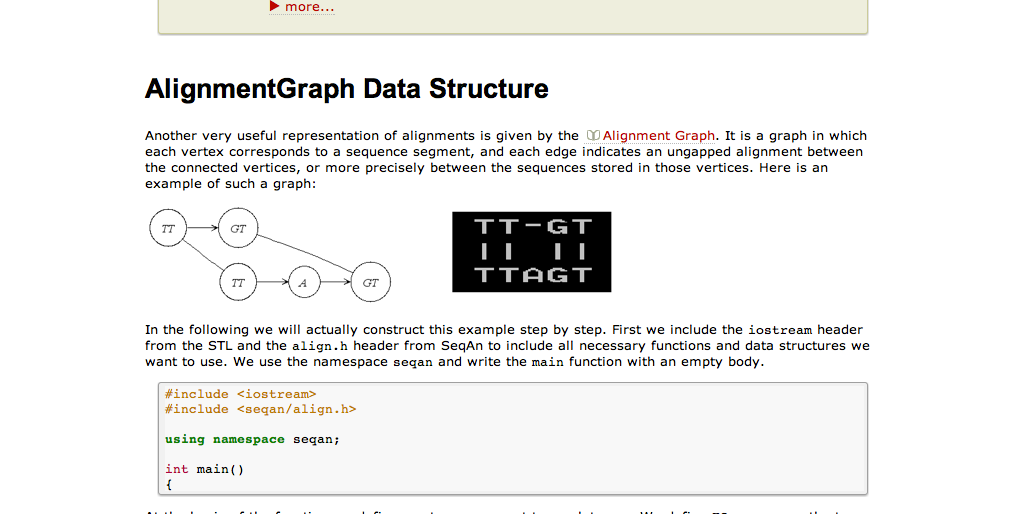 ▶ more...
AlignmentGraph Data Structure
Another very useful representation of alignments is given by the Alignment Graph. It is a graph in which
each vertex corresponds to a sequence segment, and each edge indicates an ungapped alignment between
the connected vertices, or more precisely between the sequences stored in those vertices. Here is an
example of such a graph:
TT GT
TT A GT
TT-GT
|| ||
TTAGT
In the following we will actually construct this example step by step. First we include the iostream header
from the STL and the align.h header from SeqAn to include all necessary functions and data structures we
want to use. We use the namespace seqan and write the main function with an empty body.
#include <iostream>
#include <seqan/align.h>
using namespace seqan;
int main()
{